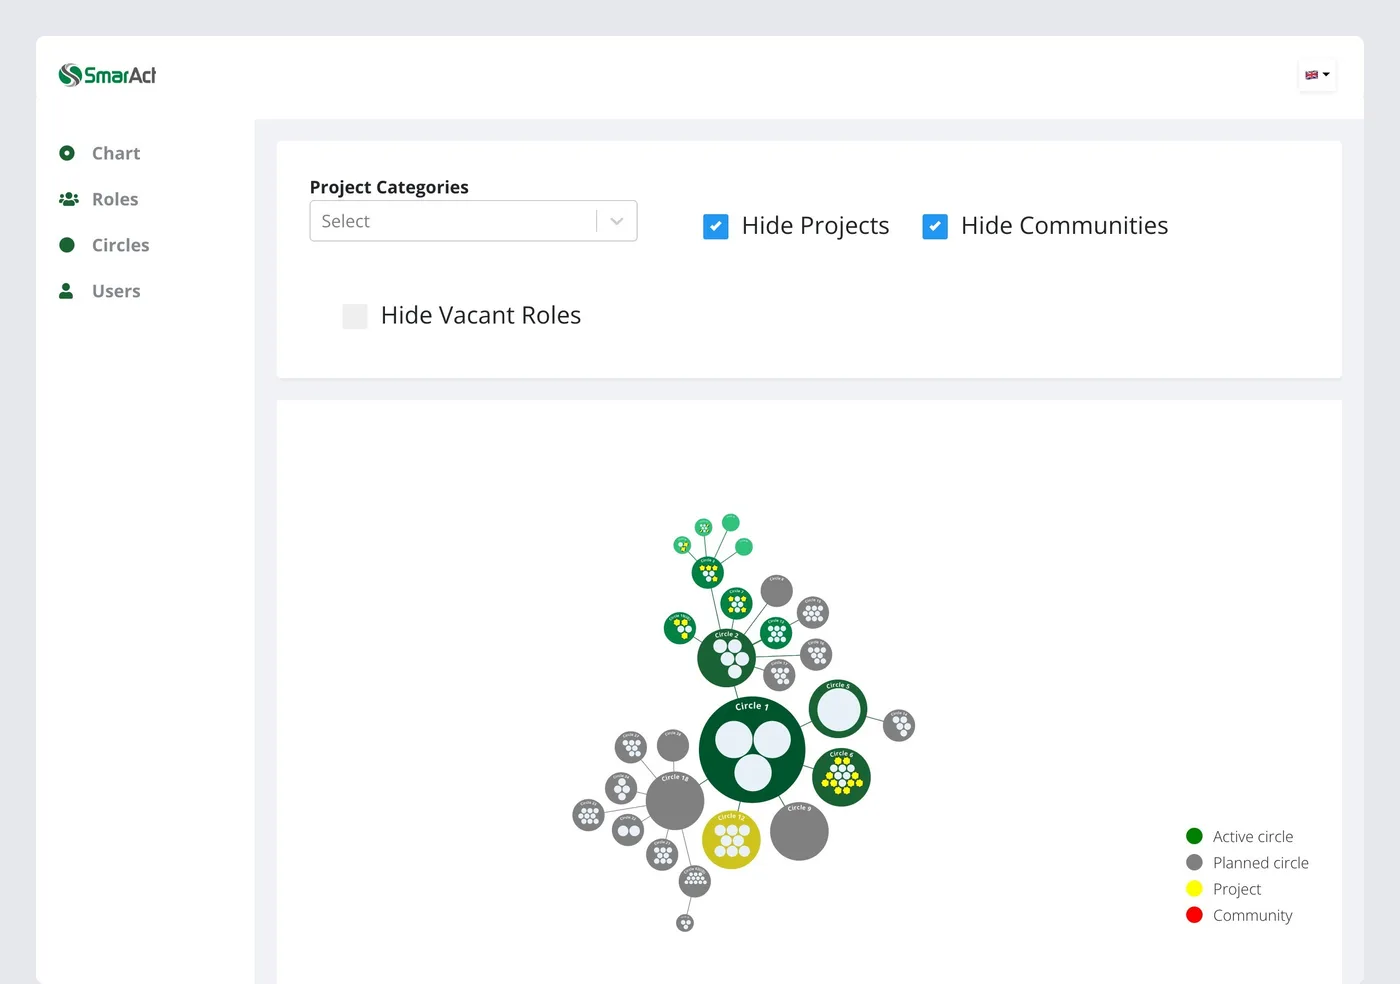 SmarAct
Chart
Roles
Circles
Users
Project Categories
Select
Hide Projects
Hide Communities
Hide Vacant Roles
Circle 2
Circle 1
Circle 5
Circle 6
Circle 18
Circle 9
Circle 12
Active circle
Planned circle
Project
Community